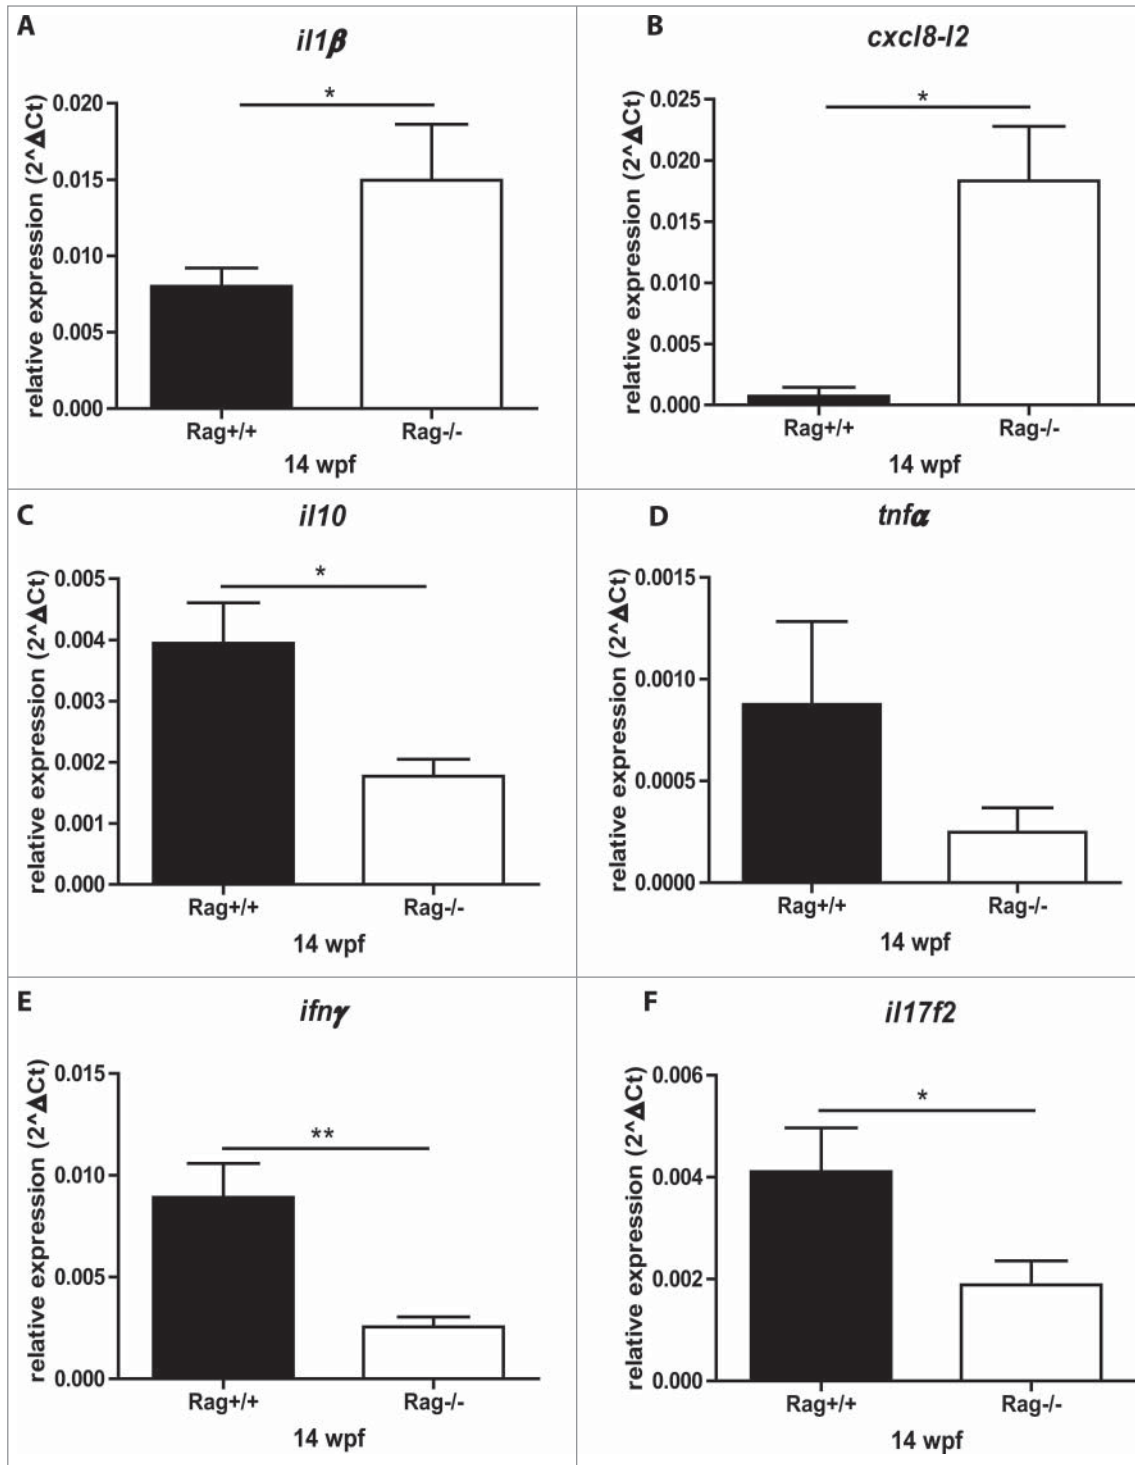 A
il1β
relative expression (2^ΔCt)
0.020
0.015
0.010
0.005
0.000
*
Rag+/+ Rag-/-
14 wpf
B
cxcl8-l2
relative expression (2^ΔCt)
0.025
0.020
0.015
0.010
0.005
0.000
*
Rag+/+ Rag-/-
14 wpf
C
il10
relative expression (2^ΔCt)
0.005
0.004
0.003
0.002
0.001
0.000
*
Rag+/+ Rag-/-
14 wpf
D
tnfα
relative expression (2^ΔCt)
0.0015
0.0010
0.0005
0.0000
Rag+/+ Rag-/-
14 wpf
E
ifnγ
relative expression (2^ΔCt)
0.015
0.010
0.005
0.000
**
Rag+/+ Rag-/-
14 wpf
F
il17f2
relative expression (2^ΔCt)
0.006
0.004
0.002
0.000
*
Rag+/+ Rag-/-
14 wpf